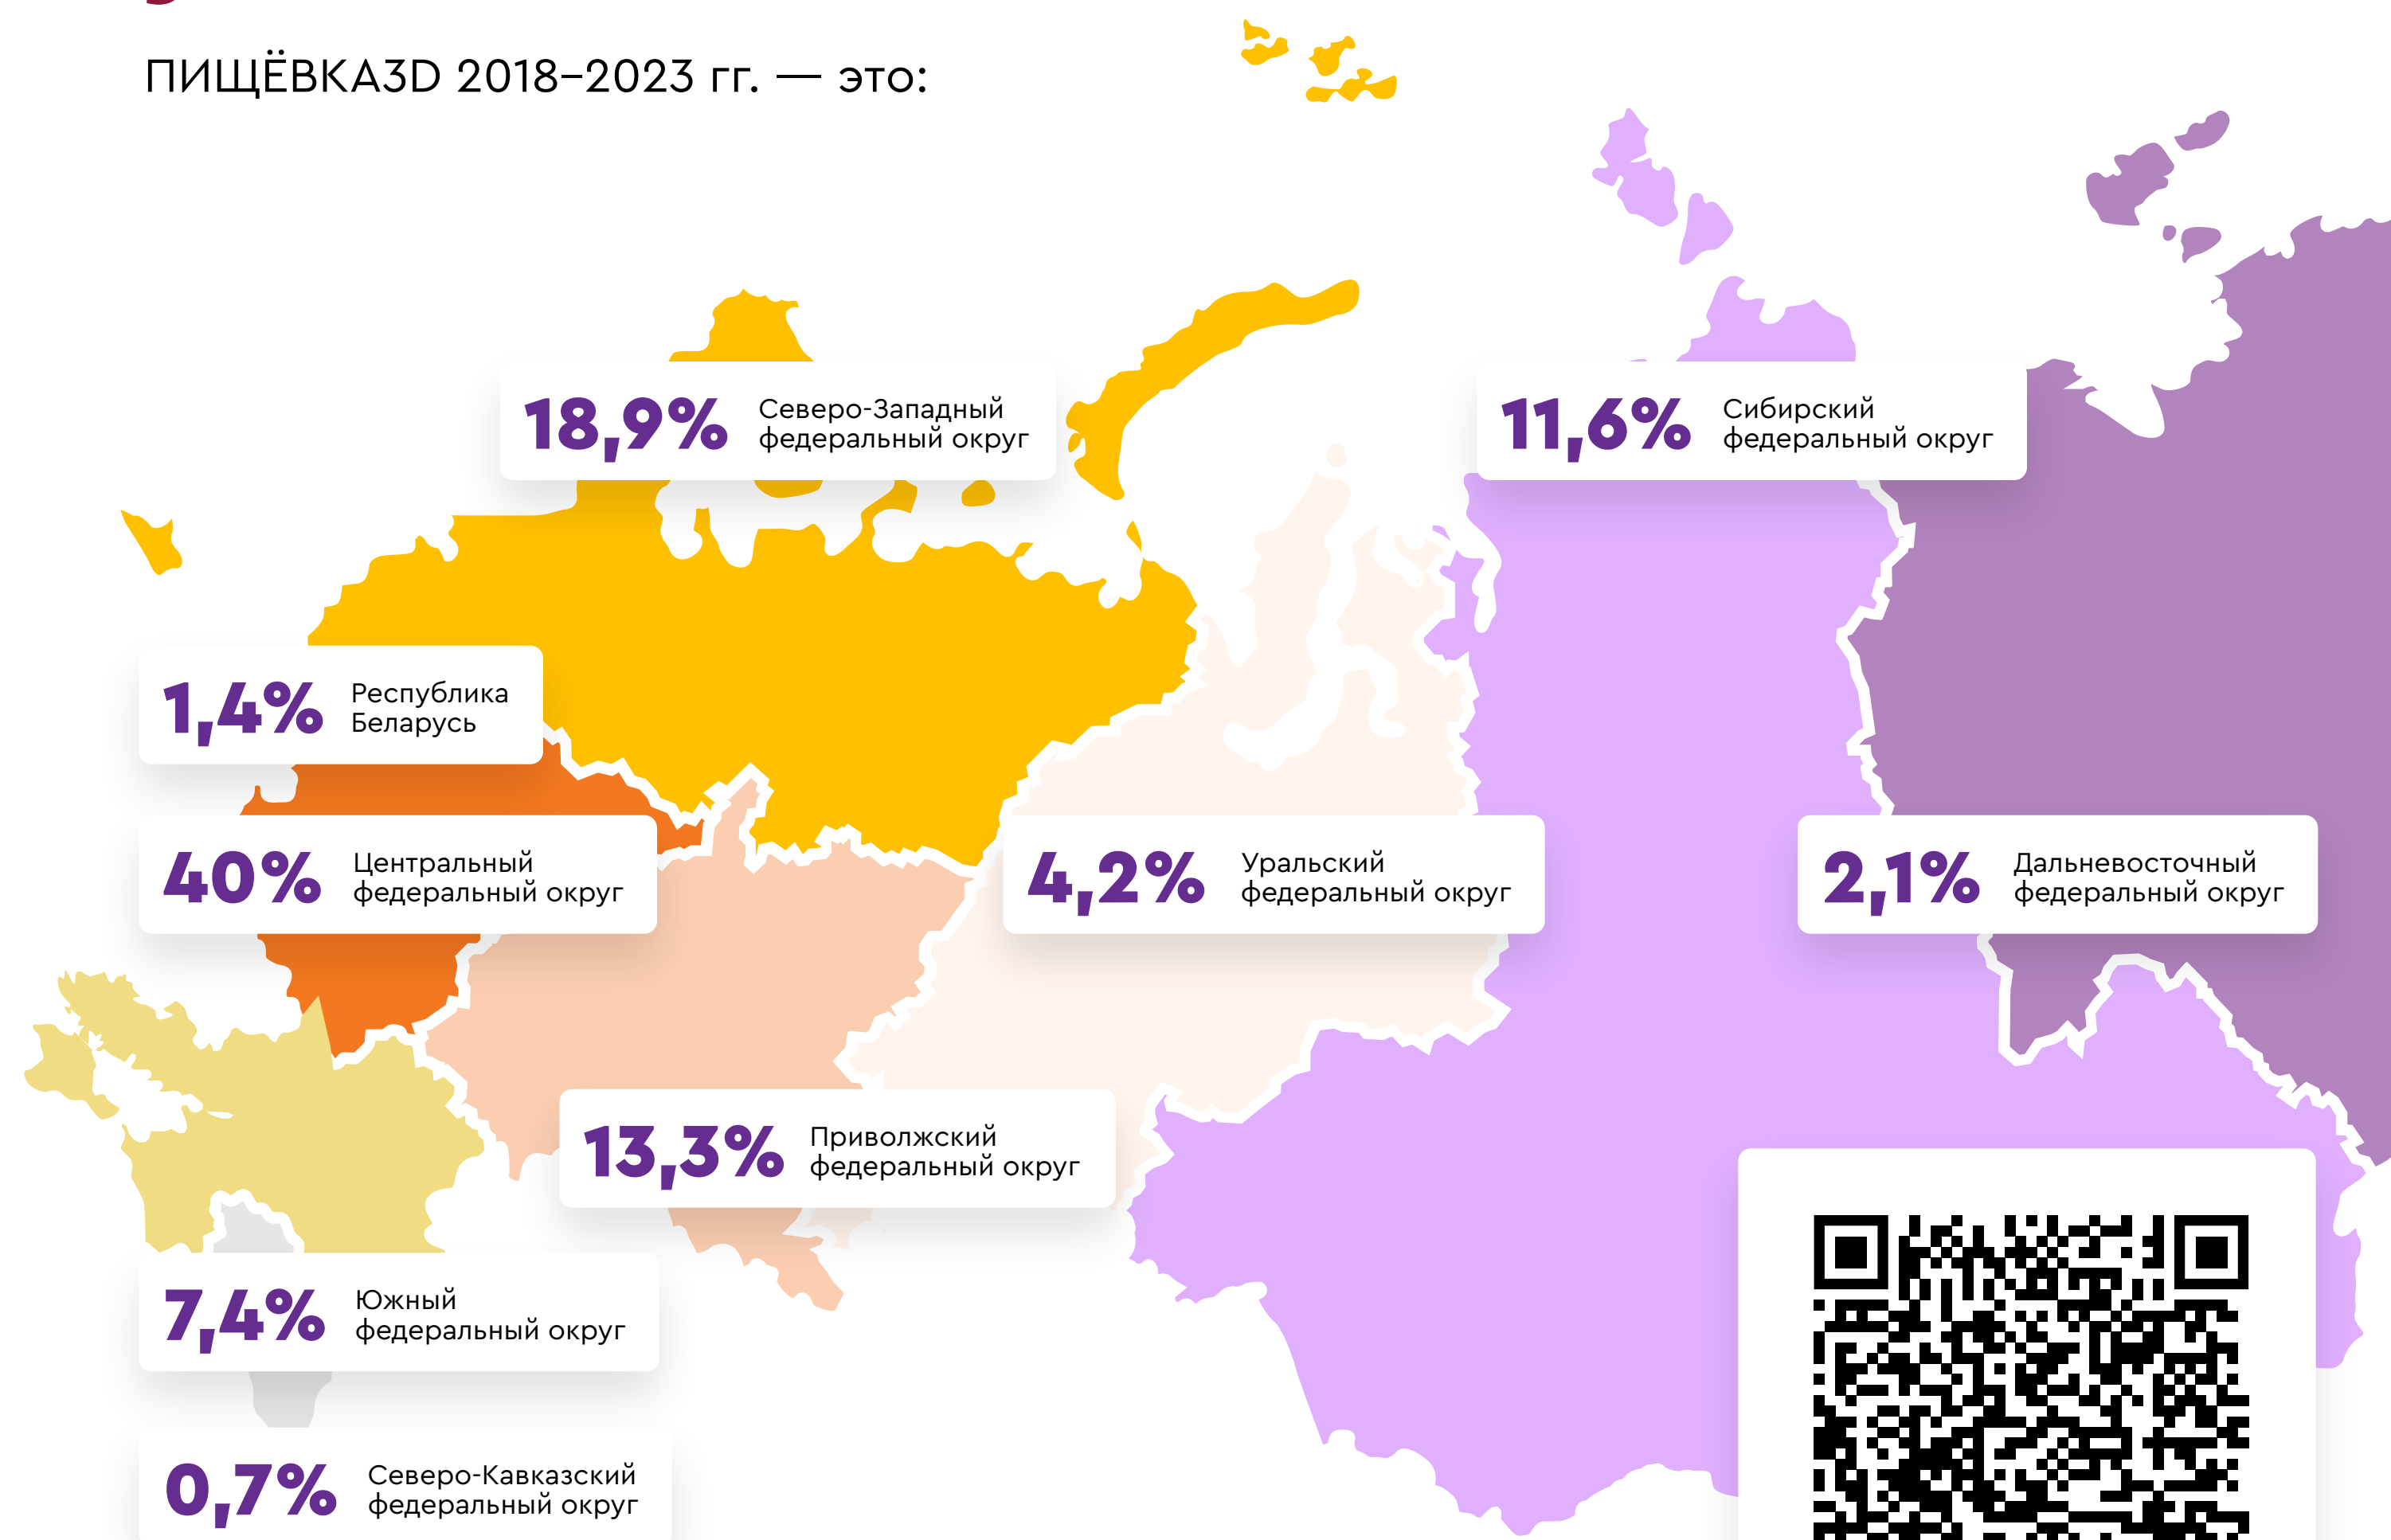 ПИЩЁВКА3D 2018–2023 гг. — это:
18,9%
Северо-Западный
федеральный округ
11,6%
Сибирский
федеральный округ
1,4%
Республика
Беларусь
40%
Центральный
федеральный округ
4,2%
Уральский
федеральный округ
2,1%
Дальневосточный
федеральный округ
13,3%
Приволжский
федеральный округ
7,4%
Южный
федеральный округ
0,7%
Северо-Кавказский
федеральный округ